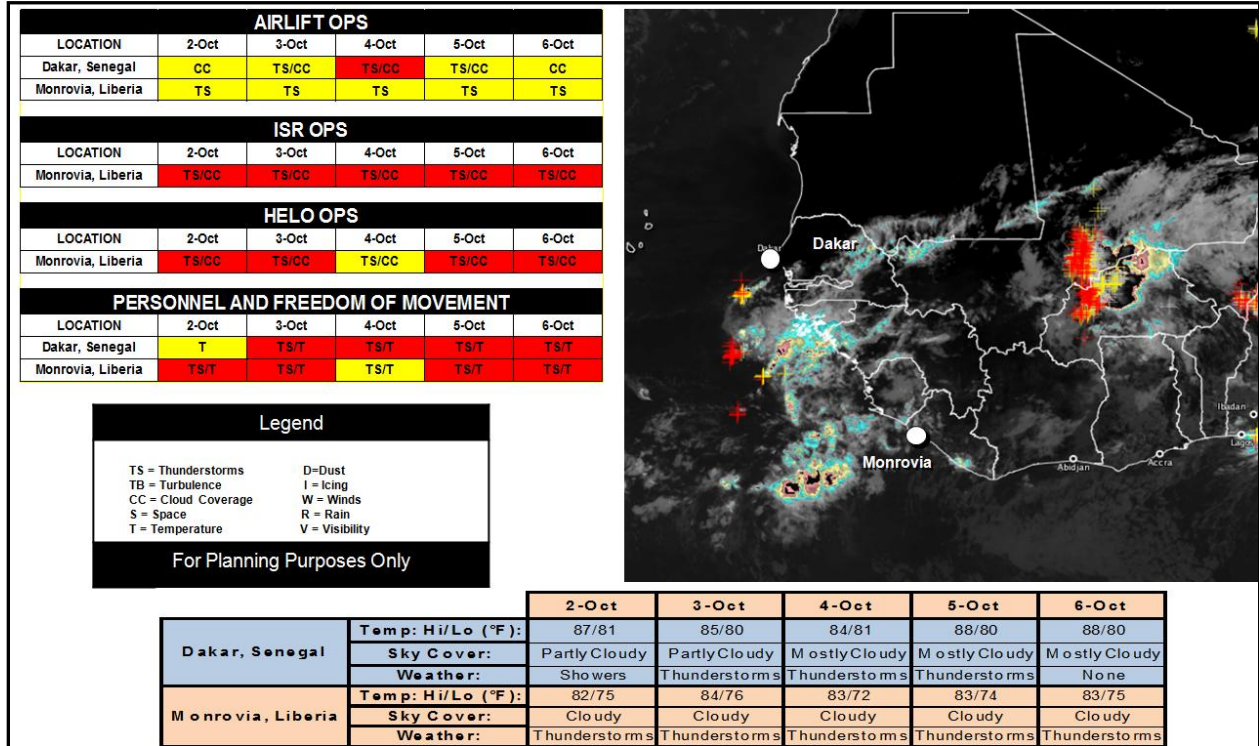 AIRLIFT OPS
LOCATION 2-Oct 3-Oct 4-Oct 5-Oct 6-Oct
Dakar, Senegal CC TS/CC TS/CC TS/CC CC
Monrovia, Liberia TS TS TS TS TS
ISR OPS
LOCATION 2-Oct 3-Oct 4-Oct 5-Oct 6-Oct
Monrovia, Liberia TS/CC TS/CC TS/CC TS/CC TS/CC
HELO OPS
LOCATION 2-Oct 3-Oct 4-Oct 5-Oct 6-Oct
Monrovia, Liberia TS/CC TS/CC TS/CC TS/CC TS/CC
PERSONNEL AND FREEDOM OF MOVEMENT
LOCATION 2-Oct 3-Oct 4-Oct 5-Oct 6-Oct
Dakar, Senegal T TS/T TS/T TS/T TS/T
Monrovia, Liberia TS/T TS/T TS/T TS/T TS/T
Legend
TS = Thunderstorms D=Dust
TB = Turbulence I = Icing
CC = Cloud Coverage W = Winds
S = Space R = Rain
T = Temperature V = Visibility
For Planning Purposes Only
Dakar
Dakar
Monrovia
Abidjan
Accra
Ibadan
Lagos
2-Oct 3-Oct 4-Oct 5-Oct 6-Oct
Dakar, Senegal
Temp: Hi/Lo (°F): 87/81 85/80 84/81 88/80 88/80
Sky Cover: Partly Cloudy Partly Cloudy Mostly Cloudy Mostly Cloudy Mostly Cloudy
Weather: Showers Thunderstorms Thunderstorms Thunderstorms None
Monrovia, Liberia
Temp: Hi/Lo (°F): 82/75 84/76 83/72 83/74 83/75
Sky Cover: Cloudy Cloudy Cloudy Cloudy Cloudy
Weather: Thunderstorms Thunderstorms Thunderstorms Thunderstorms Thunderstorms